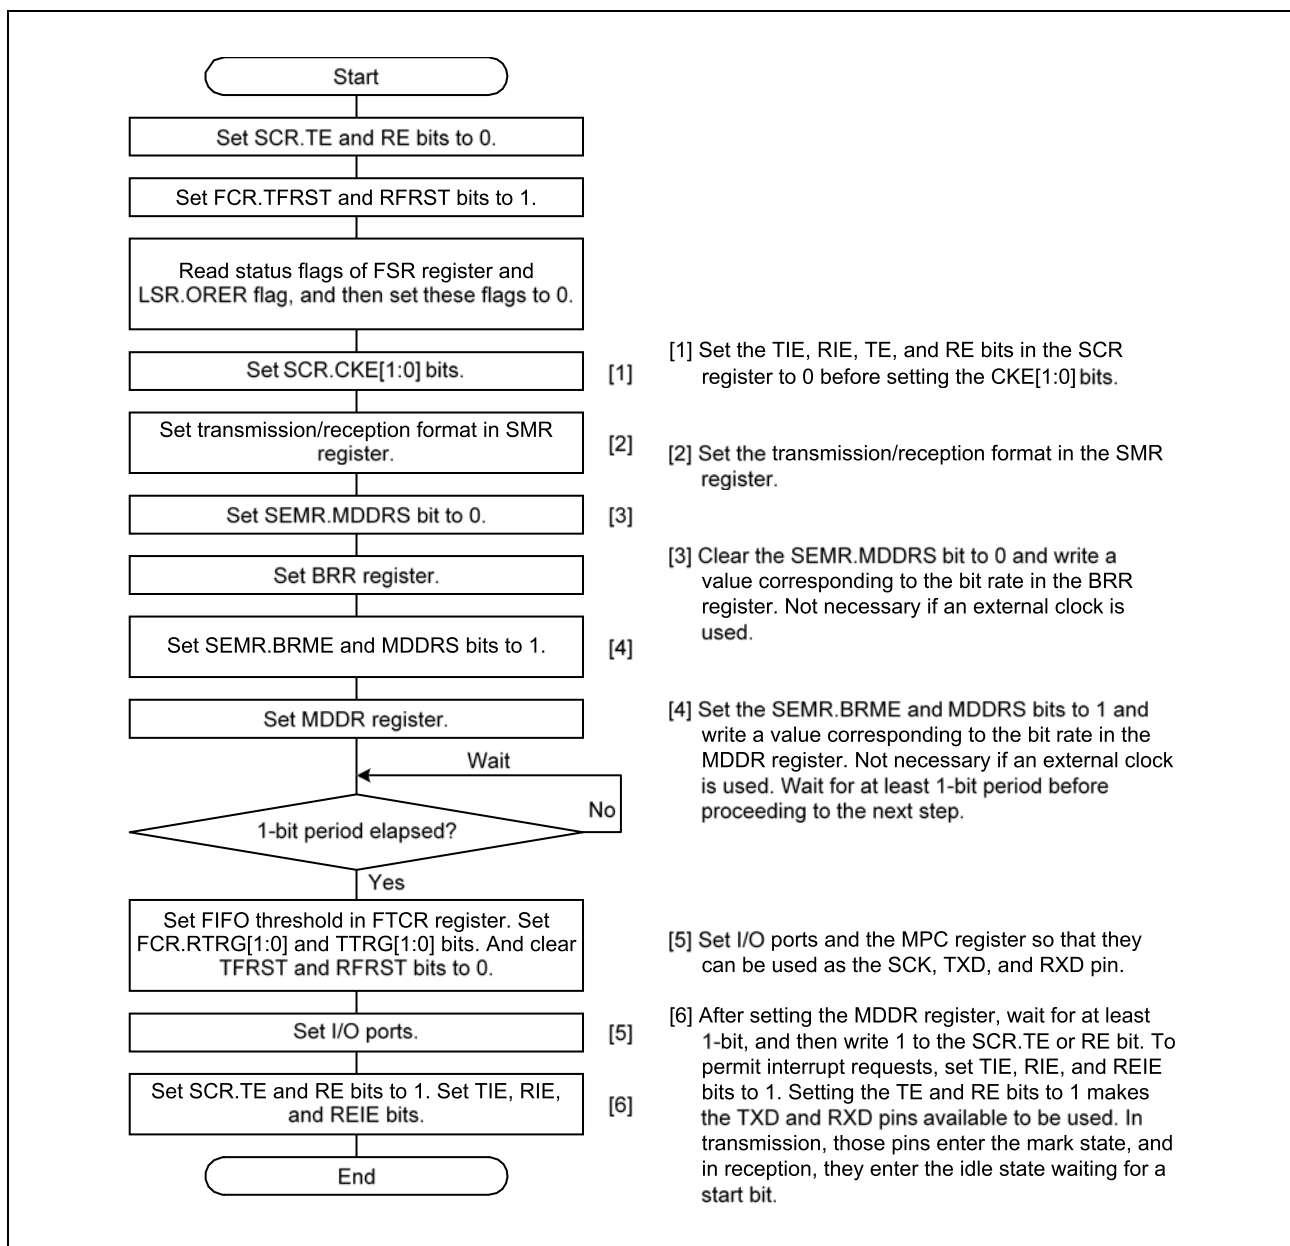 Start
Set SCR.TE and RE bits to 0.
Set FCR.TFRST and RFRST bits to 1.
Read status flags of FSR register and
LSR.ORER flag, and then set these flags to 0.
Set SCR.CKE[1:0] bits.
[1]
Set transmission/reception format in SMR
register.
[2]
Set SEMR.MDDRS bit to 0.
[3]
Set BRR register.
Set SEMR.BRME and MDDRS bits to 1.
[4]
Set MDDR register.
Wait
No
1-bit period elapsed?
Yes
Set FIFO threshold in FTCR register. Set
FCR.RTRG[1:0] and TTRG[1:0] bits. And clear
TFRST and RFRST bits to 0.
Set I/O ports.
[5]
Set SCR.TE and RE bits to 1. Set TIE, RIE,
and REIE bits.
[6]
End
[1] Set the TIE, RIE, TE, and RE bits in the SCR
register to 0 before setting the CKE[1:0] bits.
[2] Set the transmission/reception format in the SMR
register.
[3] Clear the SEMR.MDDRS bit to 0 and write a
value corresponding to the bit rate in the BRR
register. Not necessary if an external clock is
used.
[4] Set the SEMR.BRME and MDDRS bits to 1 and
write a value corresponding to the bit rate in the
MDDR register. Not necessary if an external clock
is used. Wait for at least 1-bit period before
proceeding to the next step.
[5] Set I/O ports and the MPC register so that they
can be used as the SCK, TXD, and RXD pin.
[6] After setting the MDDR register, wait for at least
1-bit, and then write 1 to the SCR.TE or RE bit. To
permit interrupt requests, set TIE, RIE, and REIE
bits to 1. Setting the TE and RE bits to 1 makes
the TXD and RXD pins available to be used. In
transmission, those pins enter the mark state, and
in reception, they enter the idle state waiting for a
start bit.